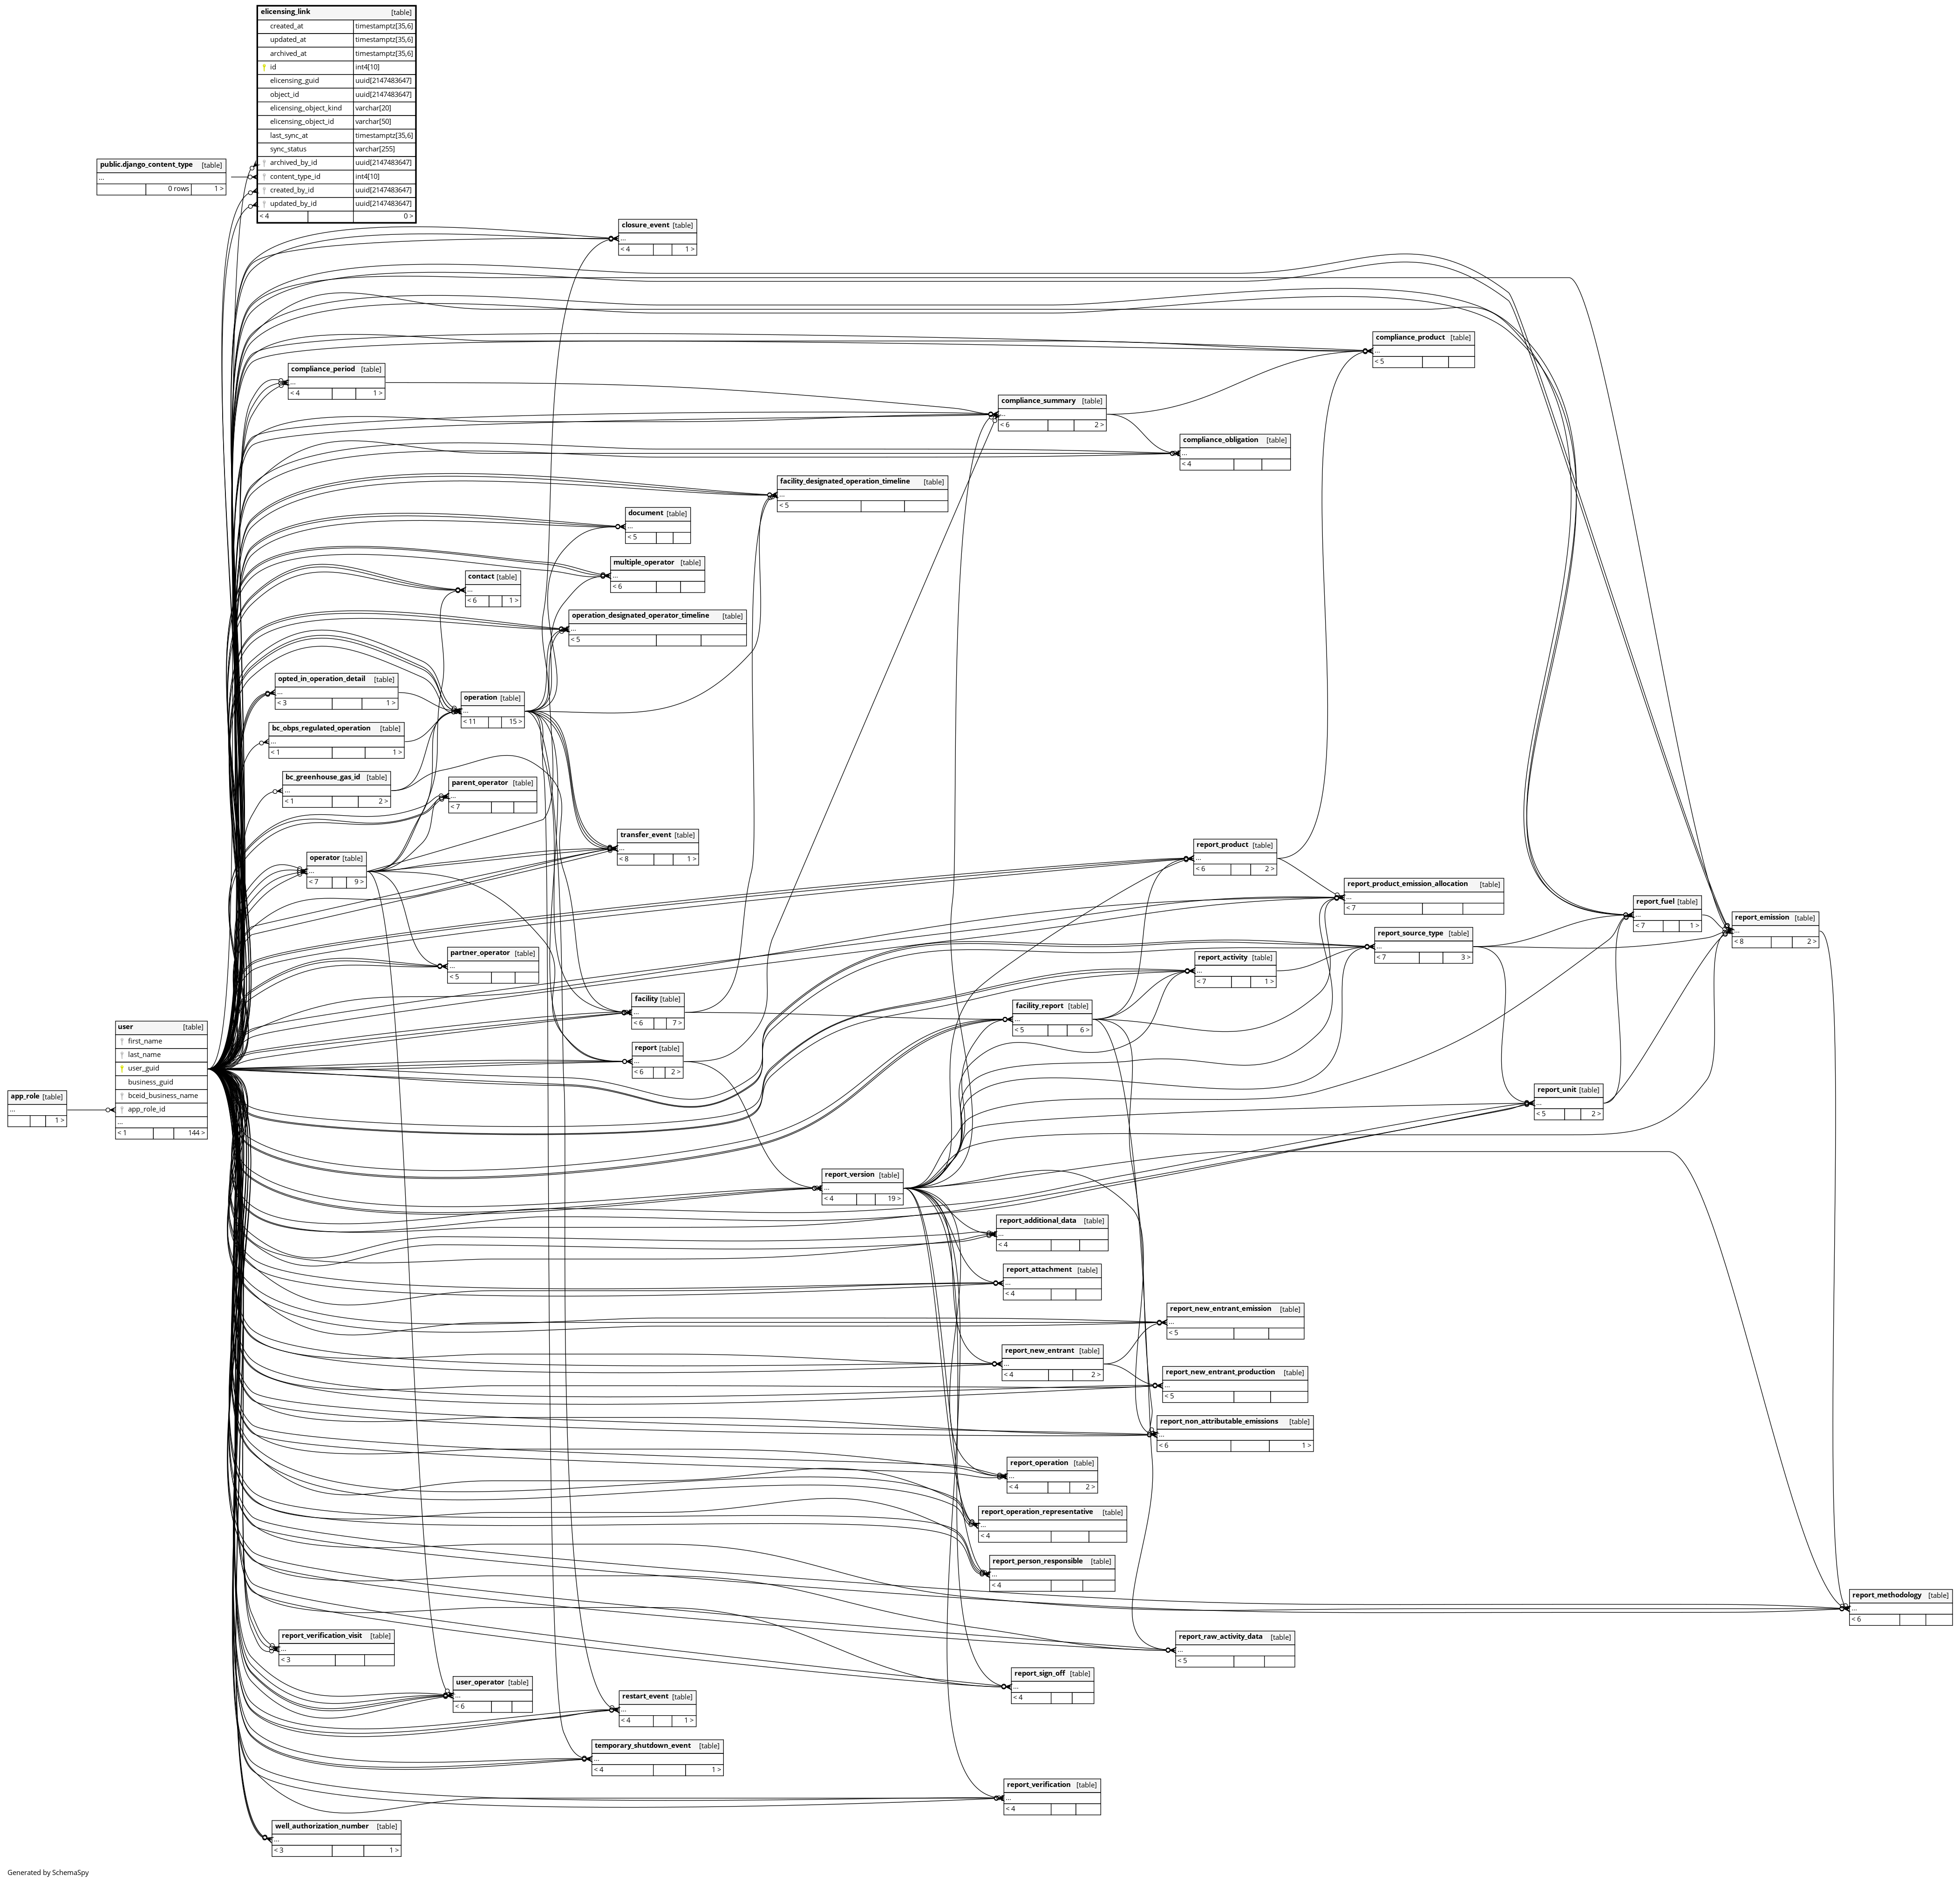 elicensing_link [table]
created_at timestamptz[35,6]
updated_at timestamptz[35,6]
archived_at timestamptz[35,6]
id int4[10]
elicensing_guid uuid[2147483647]
object_id uuid[2147483647]
elicensing_object_kind varchar[20]
elicensing_object_id varchar[50]
last_sync_at timestamptz[35,6]
sync_status varchar[255]
archived_by_id uuid[2147483647]
content_type_id int4[10]
created_by_id uuid[2147483647]
updated_by_id uuid[2147483647]
< 4 0 >
public.django_content_type [table]
...
0 rows 1 >
closure_event [table]
...
< 4 1 >
compliance_product [table]
...
< 5
compliance_period [table]
...
< 4 1 >
compliance_summary [table]
...
< 6 2 >
compliance_obligation [table]
...
< 4
facility_designated_operation_timeline [table]
...
< 5
document [table]
...
< 5
multiple_operator [table]
...
< 6
contact [table]
...
< 6 1 >
operation_designated_operator_timeline [table]
...
< 5
opted_in_operation_detail [table]
...
< 3 1 >
operation [table]
...
< 11 15 >
bc_obps_regulated_operation [table]
...
< 1 1 >
bc_greenhouse_gas_id [table]
...
< 1 2 >
parent_operator [table]
...
< 7
transfer_event [table]
...
< 8 1 >
operator [table]
...
< 7 9 >
report_product [table]
...
< 6 2 >
report_product_emission_allocation [table]
...
< 7
report_fuel [table]
...
< 7 1 >
report_emission [table]
...
< 8 2 >
report_source_type [table]
...
< 7 3 >
partner_operator [table]
...
< 5
report_activity [table]
...
< 7 1 >
facility [table]
...
< 6 7 >
facility_report [table]
...
< 5 6 >
user [table]
first_name
last_name
user_guid
business_guid
bceid_business_name
app_role_id
...
< 1 144 >
report [table]
...
< 6 2 >
app_role [table]
...
1 >
report_unit [table]
...
< 5 2 >
report_version [table]
...
< 4 19 >
report_additional_data [table]
...
< 4
report_attachment [table]
...
< 4
report_new_entrant_emission [table]
...
< 5
report_new_entrant [table]
...
< 4 2 >
report_new_entrant_production [table]
...
< 5
report_non_attributable_emissions [table]
...
< 6 1 >
report_operation [table]
...
< 4 2 >
report_operation_representative [table]
...
< 4
report_person_responsible [table]
...
< 4
report_methodology [table]
...
< 6
report_verification_visit [table]
...
< 3
report_raw_activity_data [table]
...
< 5
report_sign_off [table]
...
< 4
user_operator [table]
...
< 6
restart_event [table]
...
< 4 1 >
temporary_shutdown_event [table]
...
< 4 1 >
report_verification [table]
...
< 4
well_authorization_number [table]
...
< 3 1 >
Generated by SchemaSpy